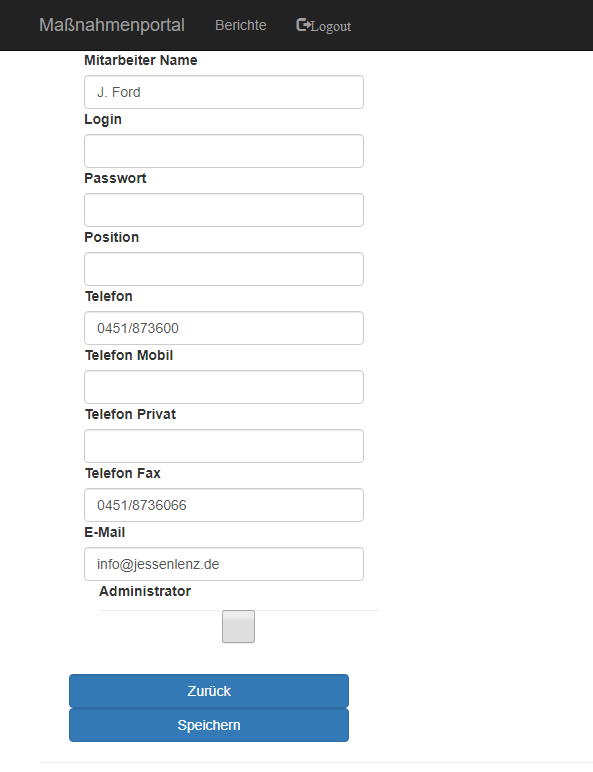 Maßnahmenportal Berichte Logout
Mitarbeiter Name
J. Ford
Login
Passwort
Position
Telefon
0451/873600
Telefon Mobil
Telefon Privat
Telefon Fax
0451/8736066
E-Mail
info@jessenlenz.de
Administrator
Zurück
Speichern